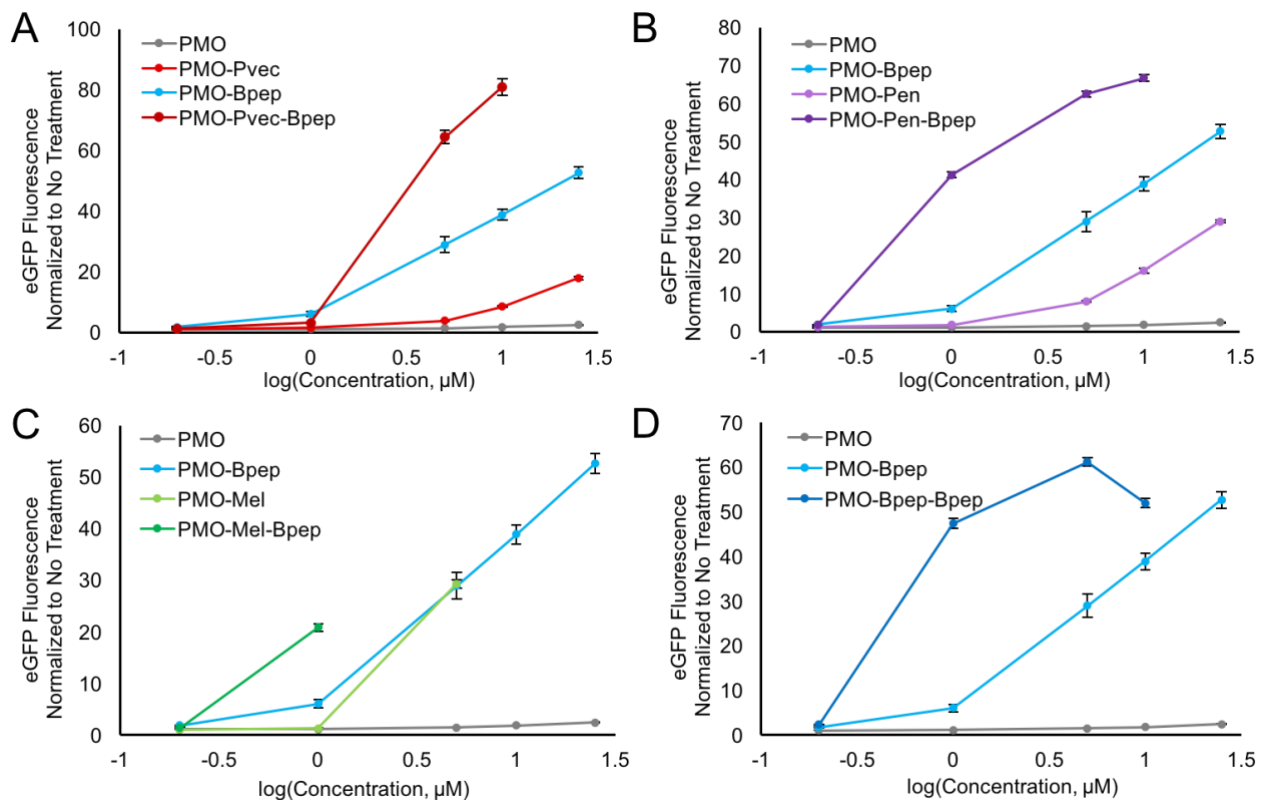 A
eGFP Fluorescence
Normalized to No Treatment
100
80
60
40
20
0
PMO
PMO-Pvec
PMO-Bpep
PMO-Pvec-Bpep
-1
-0.5
0
0.5
1
1.5
log(Concentration, µM)
B
eGFP Fluorescence
Normalized to No Treatment
80
70
60
50
40
30
20
10
0
PMO
PMO-Bpep
PMO-Pen
PMO-Pen-Bpep
-1
-0.5
0
0.5
1
1.5
log(Concentration, µM)
C
eGFP Fluorescence
Normalized to No Treatment
60
50
40
30
20
10
0
PMO
PMO-Bpep
PMO-Mel
PMO-Mel-Bpep
-1
-0.5
0
0.5
1
1.5
log(Concentration, µM)
D
eGFP Fluorescence
Normalized to No Treatment
70
60
50
40
30
20
10
0
PMO
PMO-Bpep
PMO-Bpep-Bpep
-1
-0.5
0
0.5
1
1.5
log(Concentration, µM)